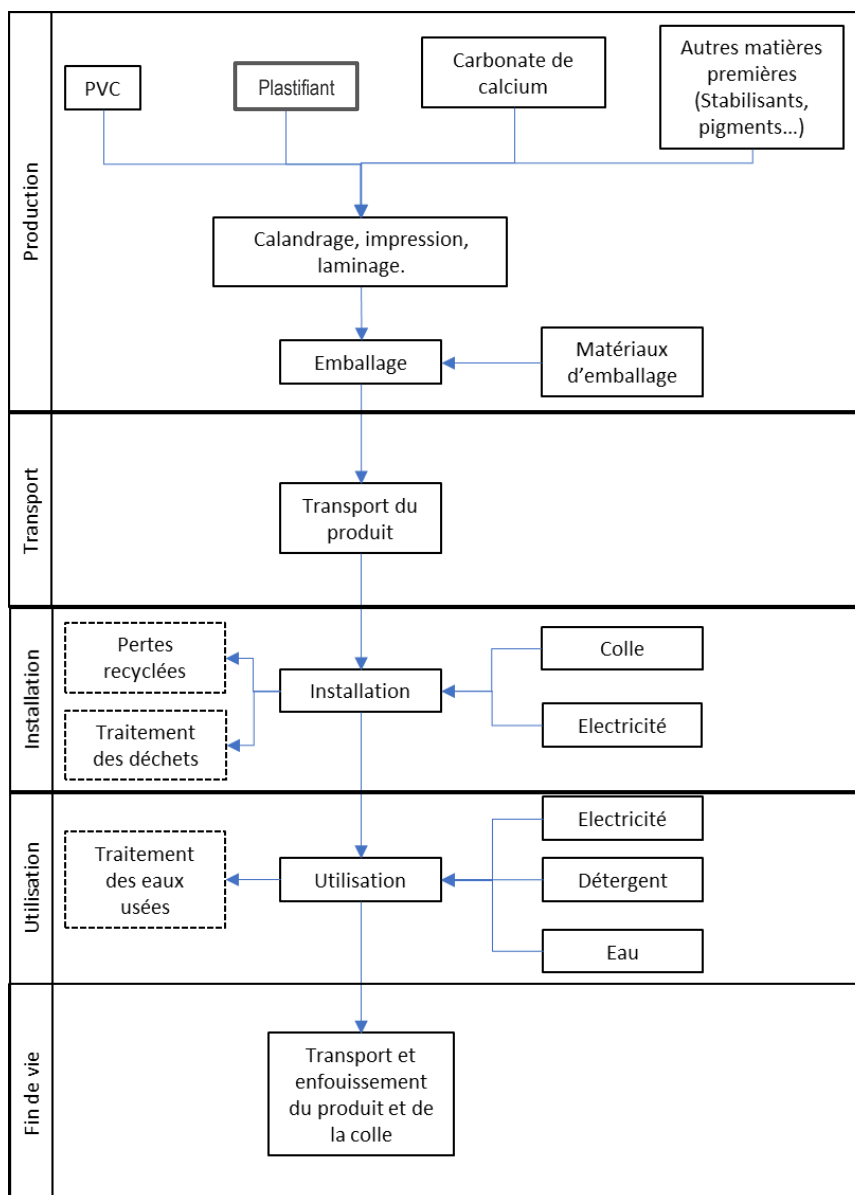 Production
PVC
Plastifiant
Carbonate de
calcium
Autres matières
premières
(Stabilisants,
pigments...)
Calandrage, impression,
laminage.
Emballage
Matériaux
d’emballage
Transport
Transport du
produit
Installation
Pertes
recyclées
Traitement
des déchets
Installation
Colle
Electricité
Utilisation
Traitement
des eaux
usées
Utilisation
Electricité
Détergent
Eau
Fin de vie
Transport et
enfouissement
du produit et de
la colle